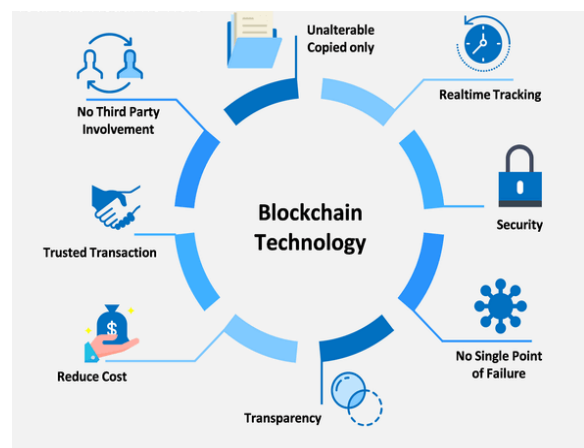 Unalterable
Copied only
Realtime Tracking
No Third Party
Involvement
Security
Blockchain
Technology
Trusted Transaction
No Single Point
of Failure
Reduce Cost
Transparency
$